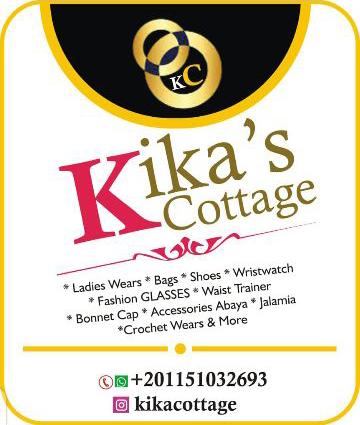 KC
Kika's
Cottage
* Ladies Wears * Bags * Shoes * Wristwatch
* Fashion GLASSES * Waist Trainer
* Bonnet Cap * Accessories Abaya * Jalamia
*Crochet Wears & More
+201151032693
kikacottage